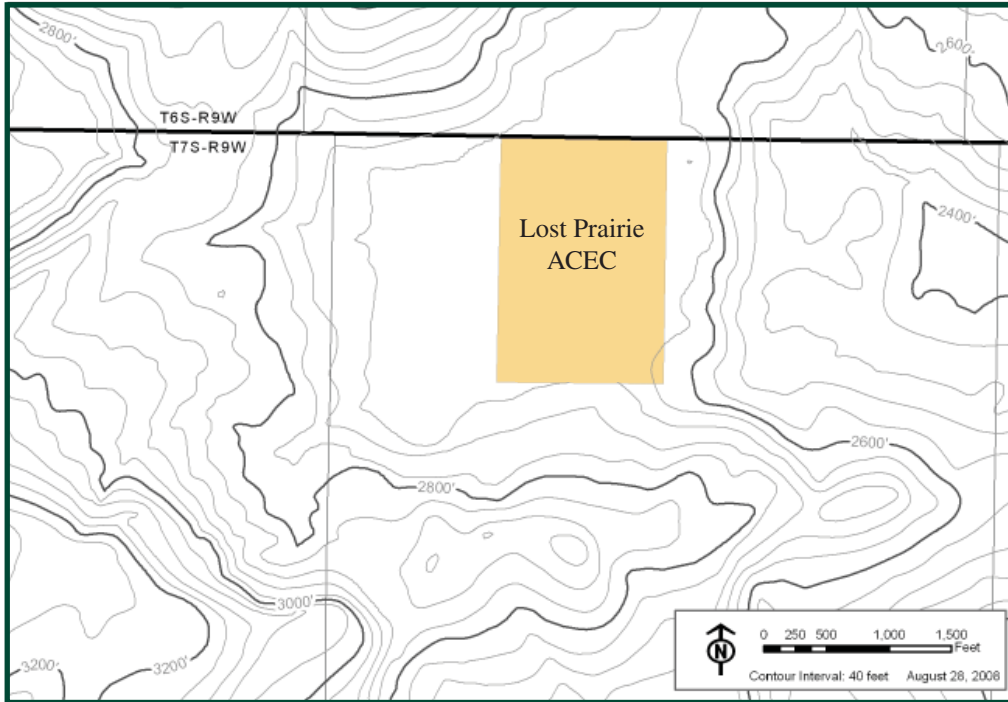 2800'
2600'
T6S-R9W
T7S-R9W
2400'
Lost Prairie
ACEC
2600'
2800'
3000'
3200'
3200'
N
0 250 500 1,000 1,500
Feet
Contour Interval: 40 feet August 28, 2008